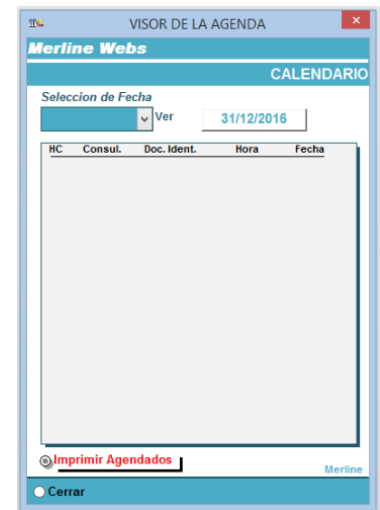 VISOR DE LA AGENDA
Merline Webs
CALENDARIO
Seleccion de Fecha
Ver 31/12/2016
HC Consul. Doc. Ident. Hora Fecha
Imprimir Agendados
Merline
Cerrar